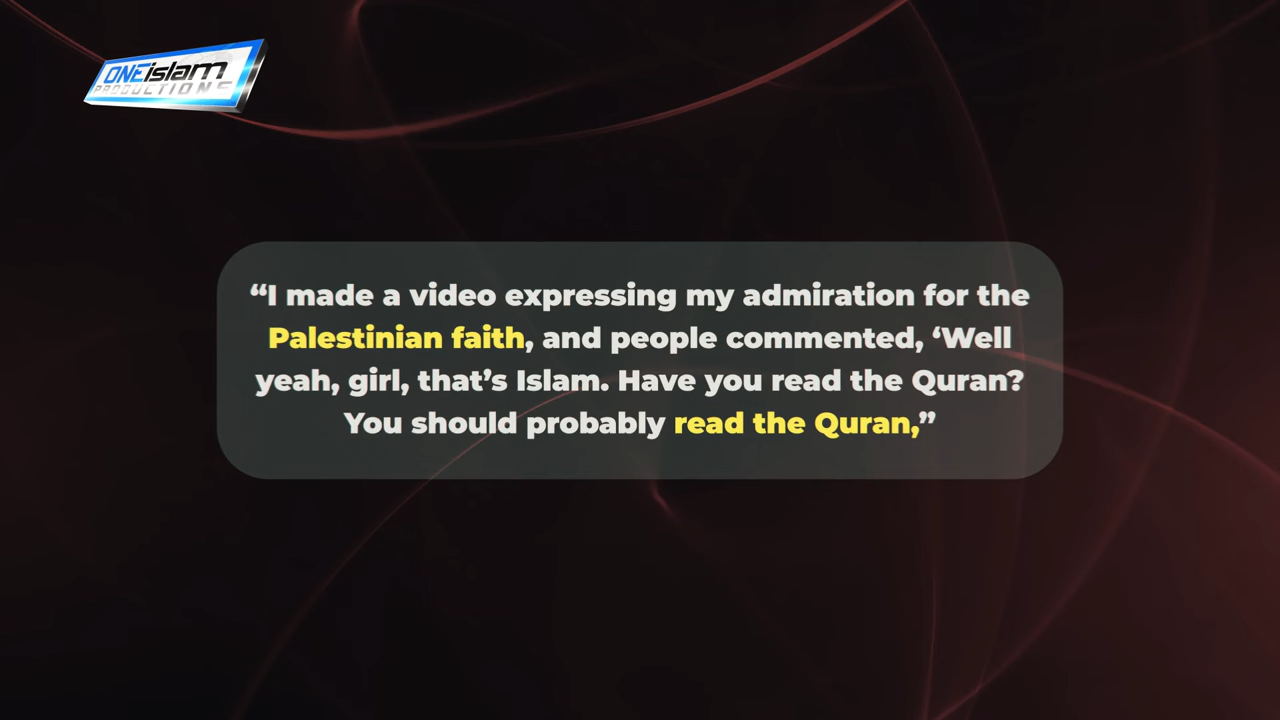 ONEislam
PRODUCTIONS
“I made a video expressing my admiration for the
Palestinian faith, and people commented, ‘Well
yeah, girl, that’s Islam. Have you read the Quran?
You should probably read the Quran,”